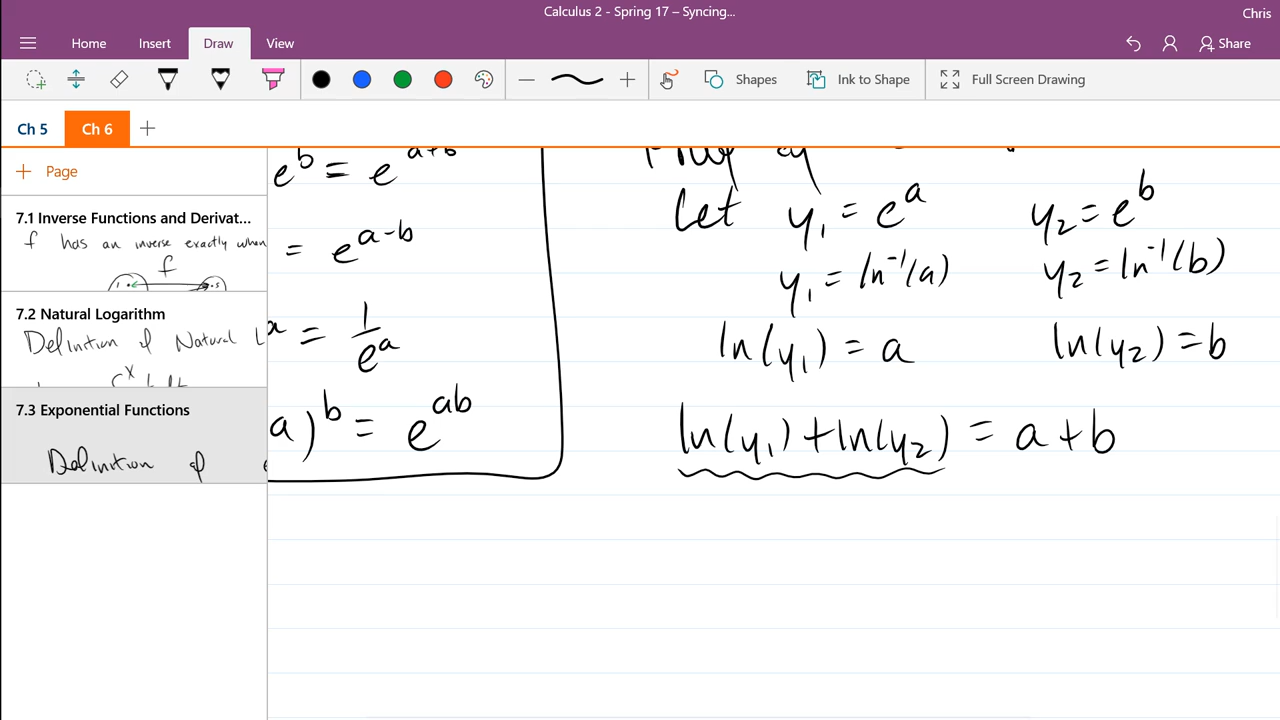 Calculus 2 - Spring 17 – Syncing...
Chris
Home Insert Draw View
Share
Shapes Ink to Shape Full Screen Drawing
Ch 5 Ch 6
Page
7.1 Inverse Functions and Derivat...
f has an inverse exactly when
f
7.2 Natural Logarithm
Definition of Natural L
7.3 Exponential Functions
Definition of
e^b = e^(a+b)
= e^(a-b)
= 1/e^a
a)^b = e^(ab)
Proof of
Let y₁ = e^a y₂ = e^b
y₁ = ln⁻¹(a) y₂ = ln⁻¹(b)
ln(y₁) = a ln(y₂) = b
ln(y₁) + ln(y₂) = a + b